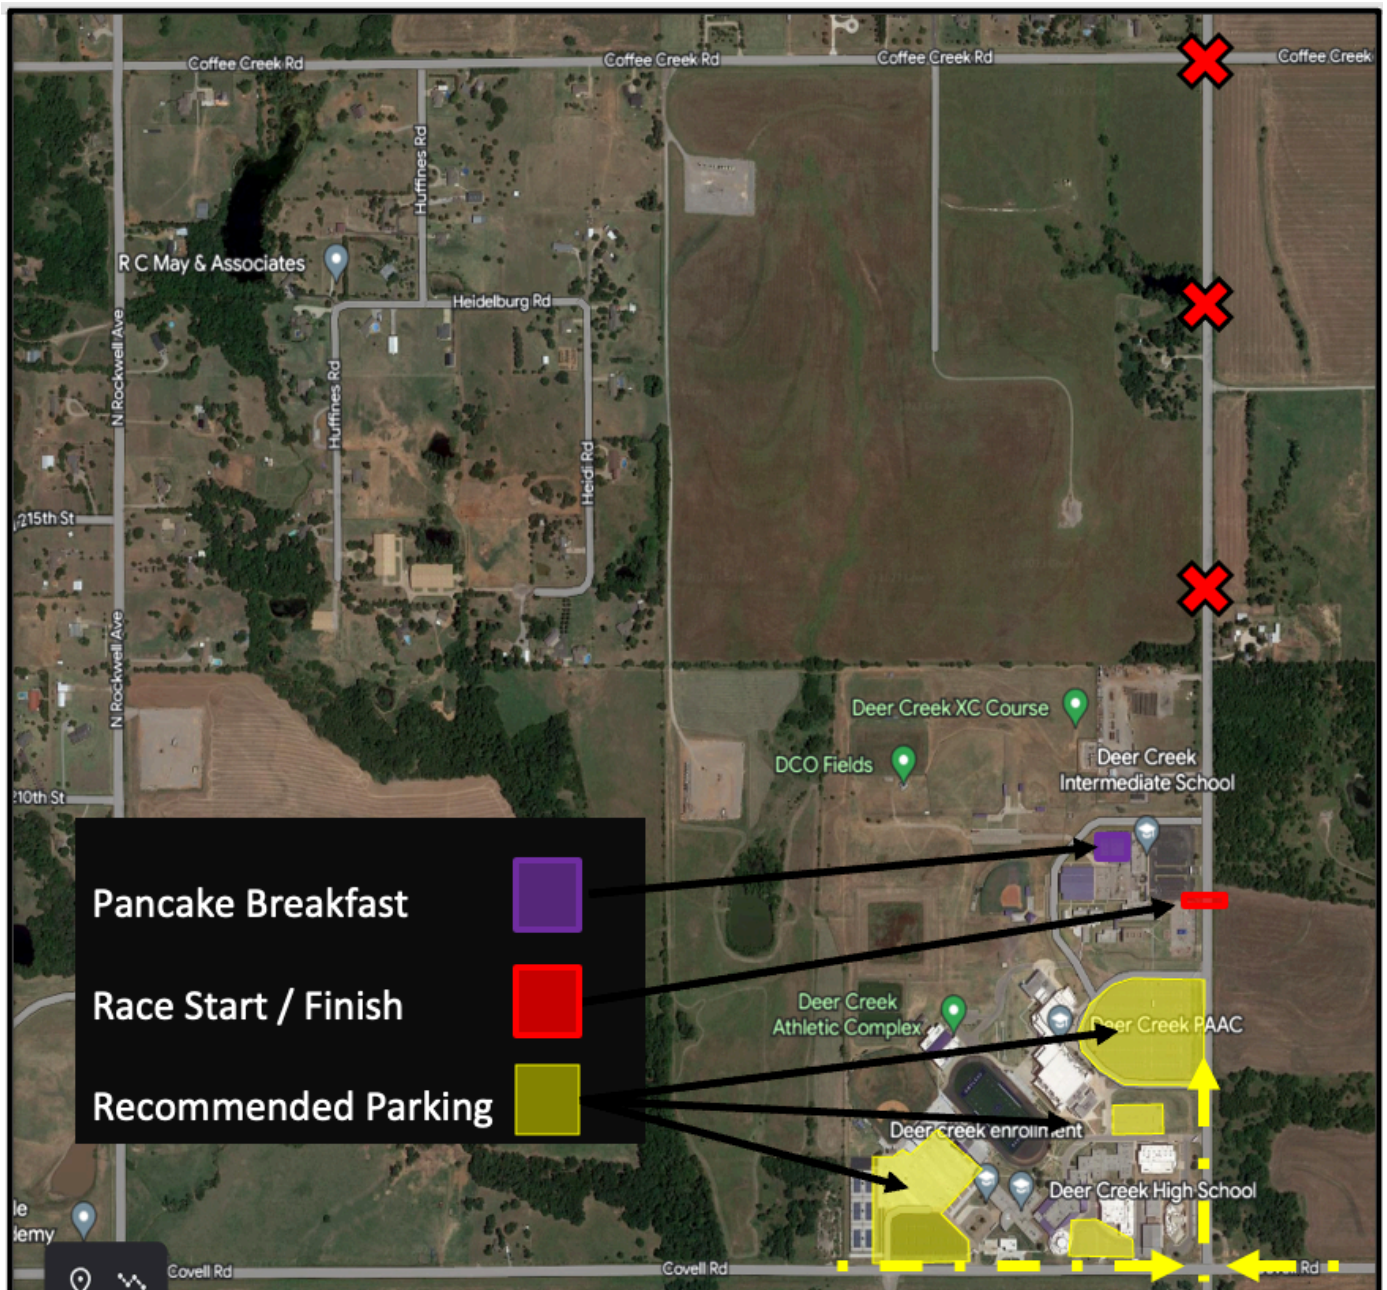 Coffee Creek Rd
Coffee Creek Rd
Coffee Creek Rd
Coffee Creek
Huffines Rd
R C May & Associates
Heidelburg Rd
N Rockwell Ave
Huffines Rd
Heidi Rd
215th St
N Rockwell Ave
Deer Creek XC Course
DCO Fields
Deer Creek
Intermediate School
210th St
Pancake Breakfast
Race Start / Finish
Recommended Parking
Deer Creek
Athletic Complex
Deer Creek PAAC
Deer creek enrollment
Deer Creek High School
le
demy
Covell Rd
Covell Rd
Rd